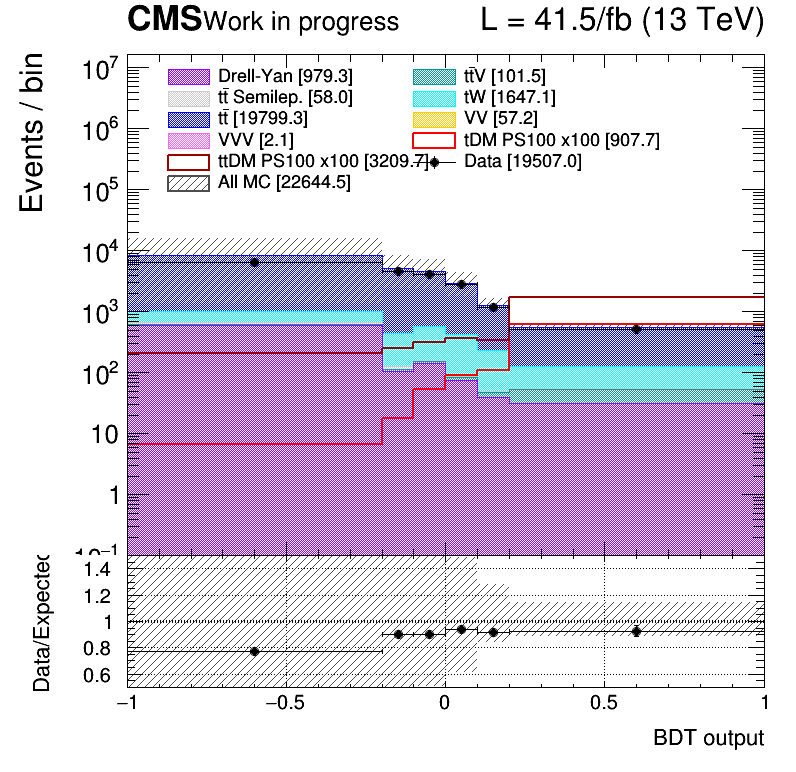 CMS Work in progress L = 41.5/fb (13 TeV)
Events / bin
10⁷
10⁶
10⁵
10⁴
10³
10²
10
1
10⁻¹
Drell-Yan [979.3]
tt̄V [101.5]
tt̄ Semilep. [58.0]
tW [1647.1]
tt̄ [19799.3]
VV [57.2]
VVV [2.1]
tDM PS100 x100 [907.7]
ttDM PS100 x100 [3209.7]
Data [19507.0]
All MC [22644.5]
Data/Expected
1.4
1.2
1
0.8
0.6
−1 −0.5 0 0.5 1
BDT output